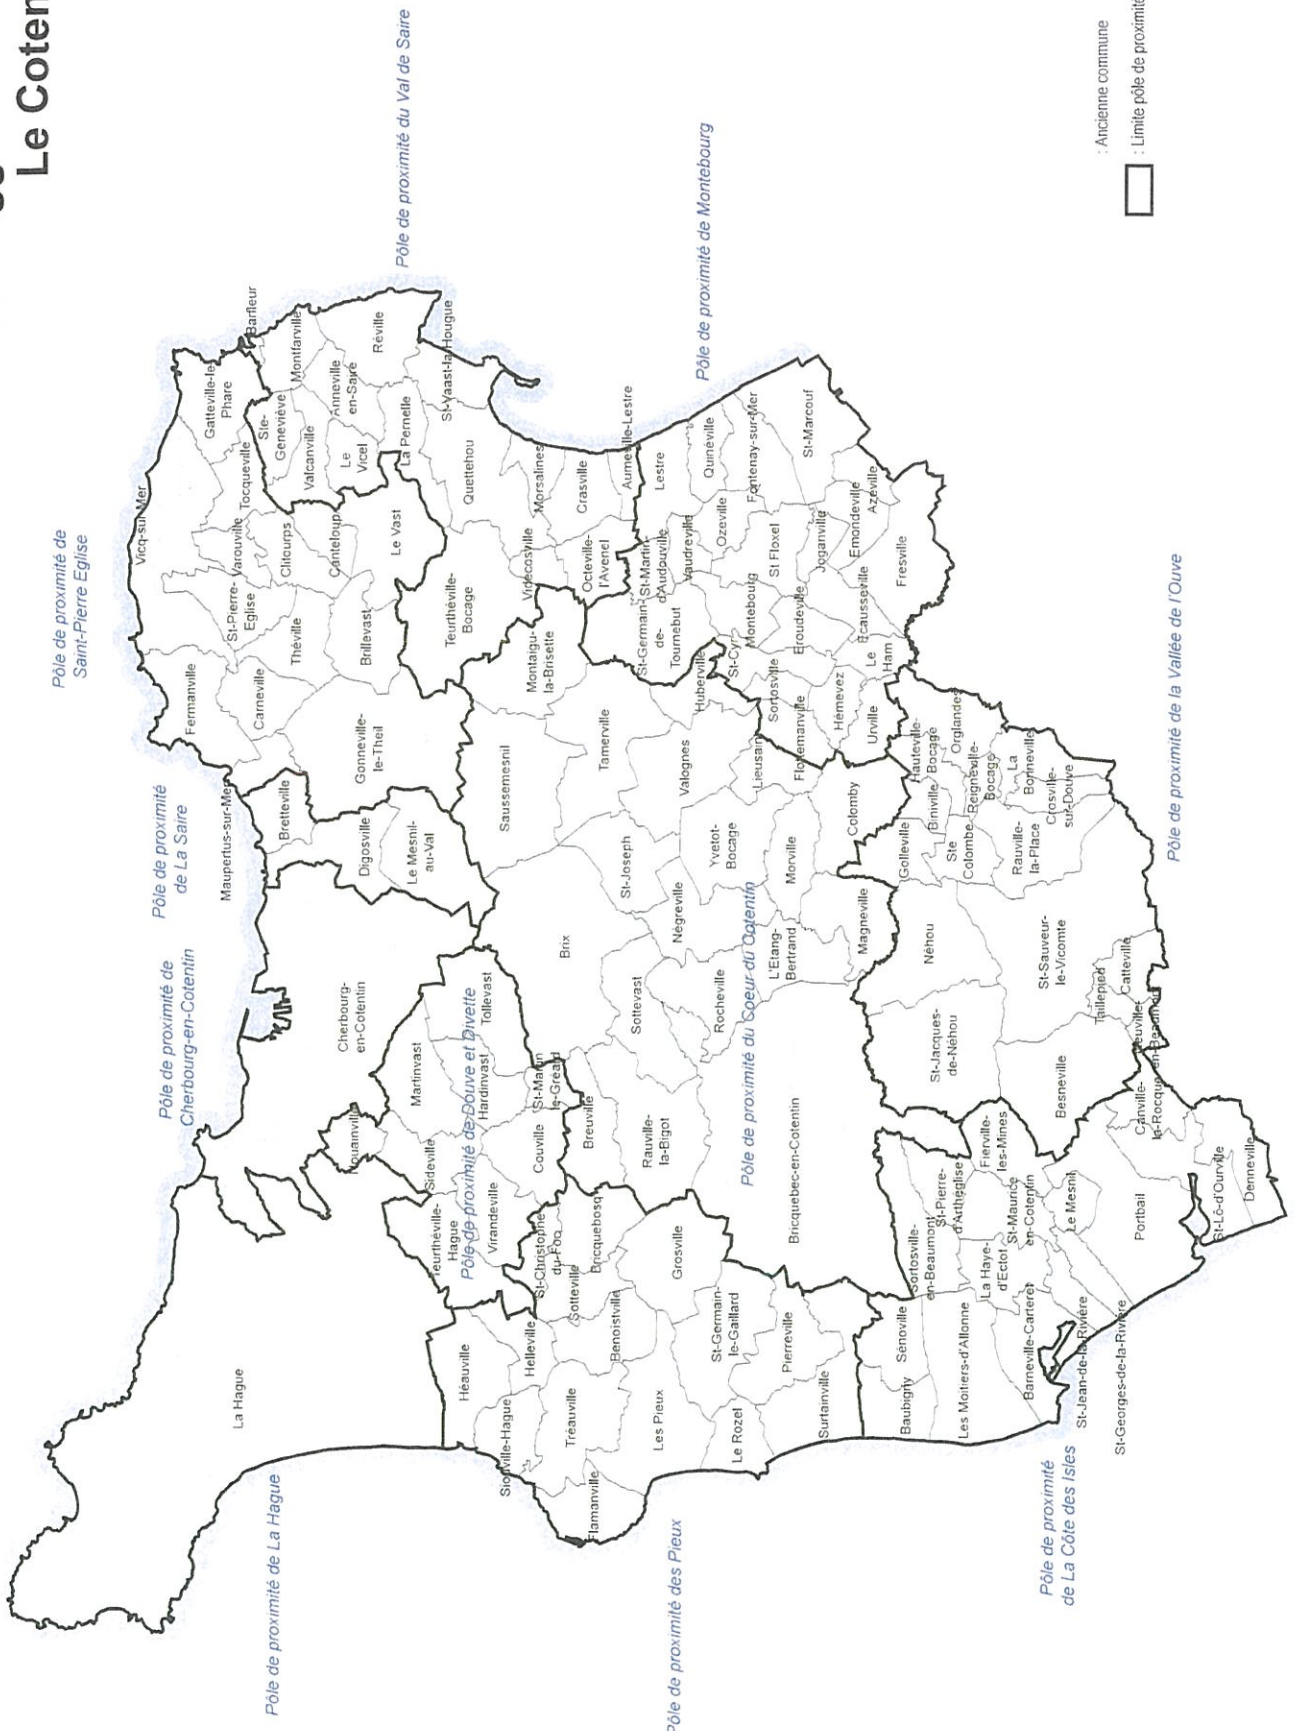 Le Coten
Pôle de proximité de
Saint-Pierre Eglise
Pôle de proximité du Val de Saire
Pôle de proximité
de La Saire
Pôle de proximité de
Cherbourg-en-Cotentin
Pôle de proximité de La Hague
Pôle de proximité de Montebourg
Pôle de proximité de Douve et Divette
Pôle de proximité du Coeur du Cotentin
Pôle de proximité des Pieux
Pôle de proximité
de La Côte des Isles
Pôle de proximité de la Vallée de l'Ouve
: Ancienne commune
: Limite pôle de proximité
La Hague
Cherbourg-
en-Cotentin
Nouainville
Maupertus-sur-Mer
Bretteville
Digosville
Le Mesnil-
au-Val
Fermanville
Carneville
Gonneville-
le-Theil
Vicq-sur-Mer
St-Pierre-
Eglise
Théville
Brillevast
Varouville
Clitourps
Canteloup
Le Vast
Tocqueville
Gatteville-le
Phare
Barfleur
Ste-
Geneviève
Montfarville
Valcanville
Anneville
en-Saire
Réville
Le
Vicel
La Pernelle
St-Vaast-la-Hougue
Quettehou
Teurthéville-
Bocage
Videcosville
Morsalines
Crasville
Octeville-
l'Avenel
Aumeville-Lestre
Lestre
Quinéville
Fontenay-sur-Mer
St-Marcouf
St-Martin-
d'Audouville
Vaudreville
Ozeville
St Floxel
Joganville
Emondeville
Azeville
Fresville
St-Germain-
de-
Tournebut
Montebourg
Eroudeville
Ecausseville
Le
Ham
St-Cyr
Sortosville
Hémevez
Urville
Flottemanville
Huberville
Lieusaint
Montaigu-
la-Brisette
Saussemesnil
Tamerville
Valognes
Yvetot-
Bocage
Morville
Colomby
St-Joseph
Négreville
L'Etang-
Bertrand
Magneville
Brix
Sottevast
Rocheville
Breuville
Rauville-
la-Bigot
Bricquebec-en-Cotentin
Martinvast
Tollevast
Hardinvast
St-Martin
le-Gréard
Sideville
Couville
Virandeville
Teurthéville-
Hague
St-Christophe
du-Foc
Sotteville
Bricquebosq
Grosville
Benoistville
St-Germain-
le-Gaillard
Pierreville
Surtainville
Héauville
Helleville
Siouville-Hague
Tréauville
Flamanville
Les Pieux
Le Rozel
Sénoville
Baubigny
Les Moitiers-d'Allonne
Sortosville-
en-Beaumont
St-Pierre-
d'Arthéglise
La Haye-
d'Ectot
Fierville-
les-Mines
St-Maurice
en-Cotentin
Barneville-Carteret
Le Mesnil
St-Jean-de-la-Rivière
St-Georges-de-la-Rivière
Portbail
Canville-
la-Rocque
St-Lô-d'Ourville
Denneville
St-Jacques-
de-Néhou
Néhou
Besneville
St-Sauveur-
le-Vicomte
Taillepied
Catteville
Neuville-
en-Beaumont
Golleville
Biniville
Hauteville-
Bocage
Orglandes
Ste
Colombe
Reigneville-
Bocage
Rauville-
la-Place
La
Bonneville
Crosville-
sur-Douve